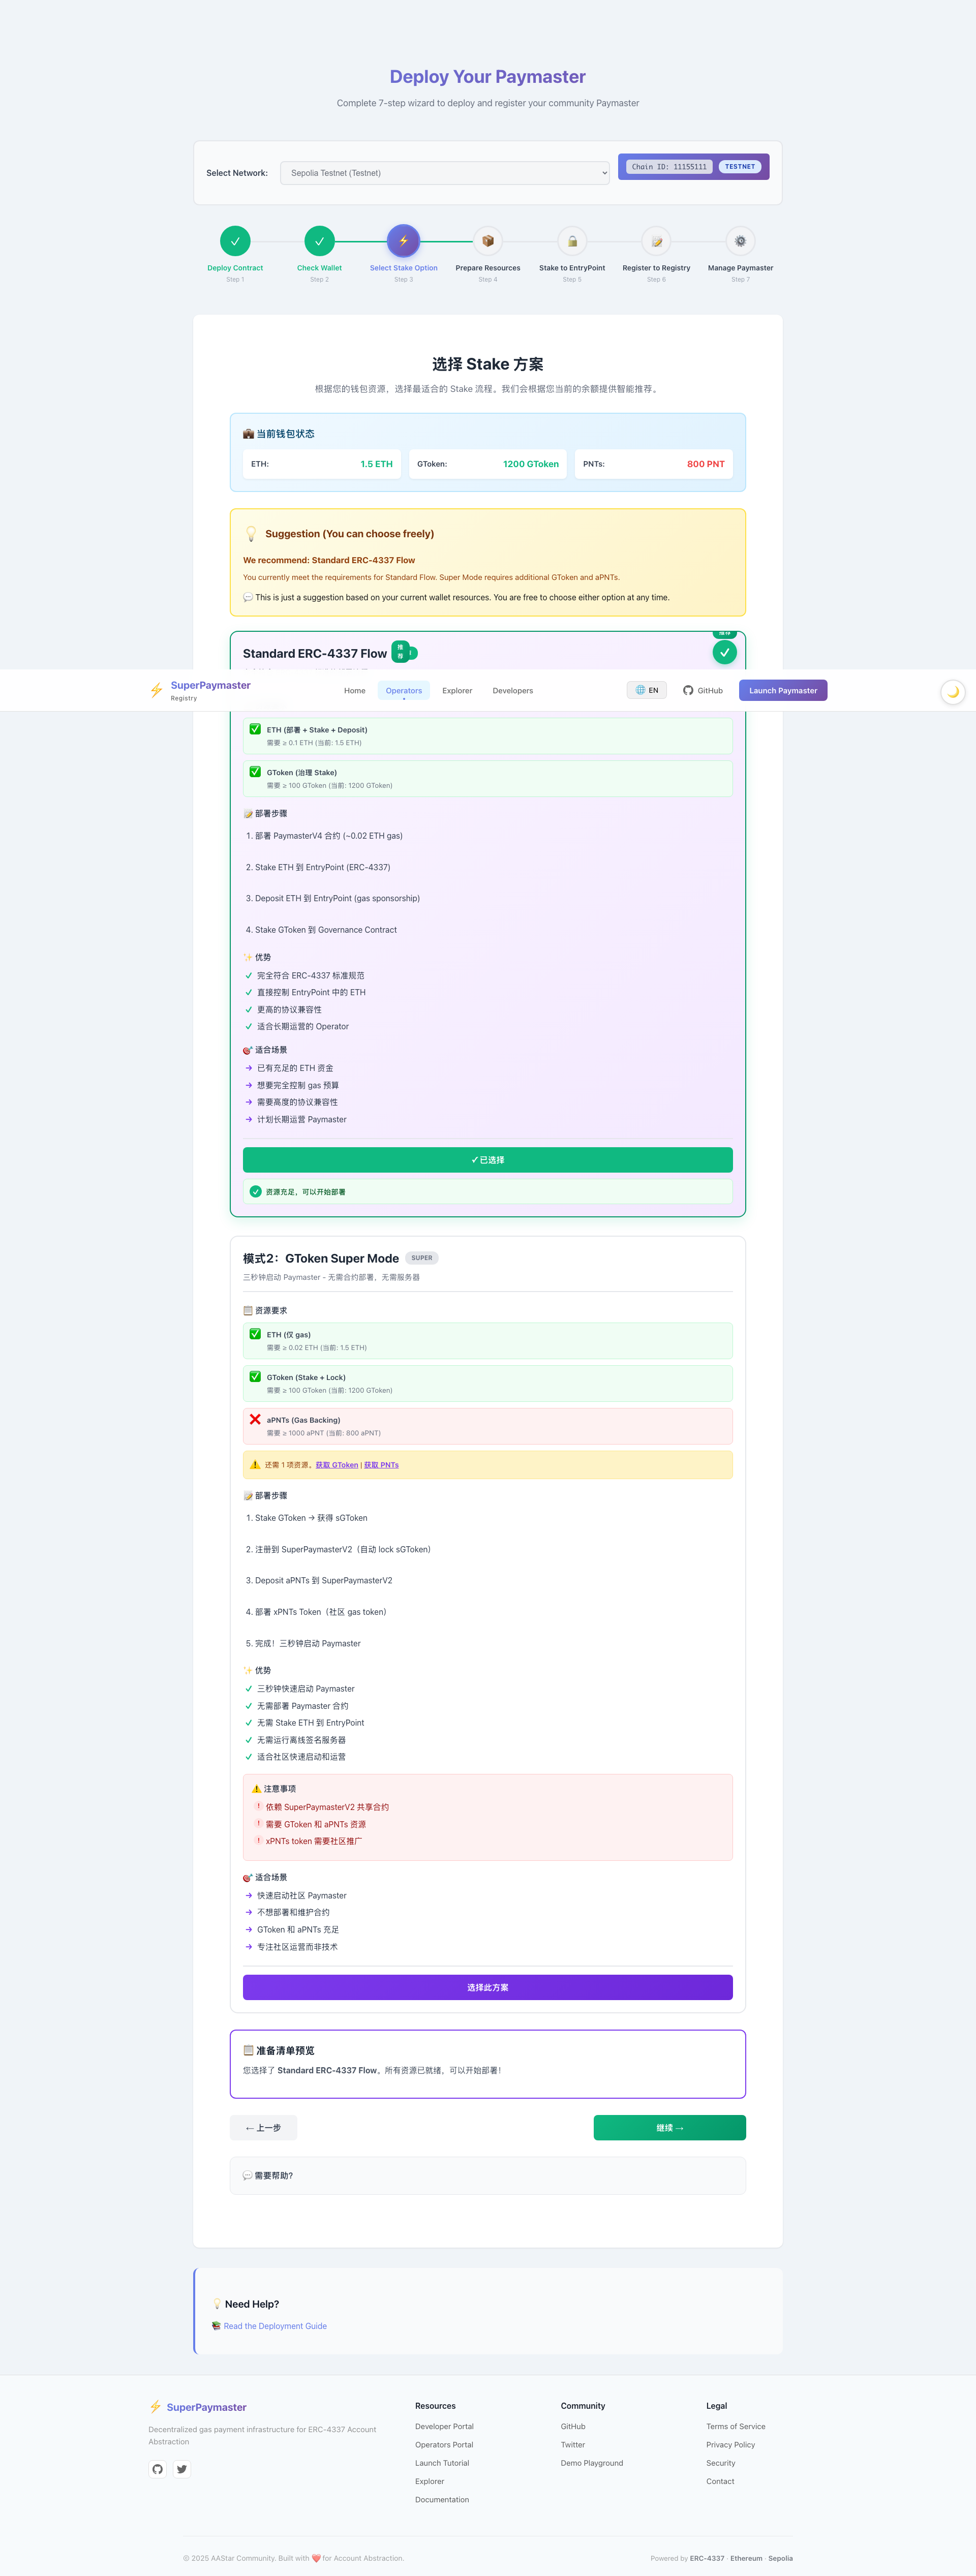 Deploy Your Paymaster
Complete 7-step wizard to deploy and register your community Paymaster
Select Network:
Sepolia Testnet (Testnet)
Chain ID: 11155111
TESTNET
Deploy Contract
Step 1
Check Wallet
Step 2
Select Stake Option
Step 3
Prepare Resources
Step 4
Stake to EntryPoint
Step 5
Register to Registry
Step 6
Manage Paymaster
Step 7
选择 Stake 方案
根据您的钱包资源，选择最适合的 Stake 流程。我们会根据您当前的余额提供智能推荐。
💼 当前钱包状态
ETH: 1.5 ETH
GToken: 1200 GToken
PNTs: 800 PNT
💡 Suggestion (You can choose freely)
We recommend: Standard ERC-4337 Flow
You currently meet the requirements for Standard Flow. Super Mode requires additional GToken and aPNTs.
💬 This is just a suggestion based on your current wallet resources. You are free to choose either option at any time.
Standard ERC-4337 Flow
推荐
推荐
⚡ SuperPaymaster
Registry
Home
Operators
Explorer
Developers
🌐 EN
GitHub
Launch Paymaster
🌙
✅ ETH (部署 + Stake + Deposit)
需要 ≥ 0.1 ETH (当前: 1.5 ETH)
✅ GToken (治理 Stake)
需要 ≥ 100 GToken (当前: 1200 GToken)
📝 部署步骤
1. 部署 PaymasterV4 合约 (~0.02 ETH gas)
2. Stake ETH 到 EntryPoint (ERC-4337)
3. Deposit ETH 到 EntryPoint (gas sponsorship)
4. Stake GToken 到 Governance Contract
✨ 优势
✓ 完全符合 ERC-4337 标准规范
✓ 直接控制 EntryPoint 中的 ETH
✓ 更高的协议兼容性
✓ 适合长期运营的 Operator
🎯 适合场景
→ 已有充足的 ETH 资金
→ 想要完全控制 gas 预算
→ 需要高度的协议兼容性
→ 计划长期运营 Paymaster
✓ 已选择
✓ 资源充足，可以开始部署
模式2：GToken Super Mode SUPER
三秒钟启动 Paymaster - 无需合约部署，无需服务器
📋 资源要求
✅ ETH (仅 gas)
需要 ≥ 0.02 ETH (当前: 1.5 ETH)
✅ GToken (Stake + Lock)
需要 ≥ 100 GToken (当前: 1200 GToken)
❌ aPNTs (Gas Backing)
需要 ≥ 1000 aPNT (当前: 800 aPNT)
⚠️ 还需 1 项资源。获取 GToken | 获取 PNTs
📝 部署步骤
1. Stake GToken → 获得 sGToken
2. 注册到 SuperPaymasterV2（自动 lock sGToken）
3. Deposit aPNTs 到 SuperPaymasterV2
4. 部署 xPNTs Token（社区 gas token）
5. 完成！三秒钟启动 Paymaster
✨ 优势
✓ 三秒钟快速启动 Paymaster
✓ 无需部署 Paymaster 合约
✓ 无需 Stake ETH 到 EntryPoint
✓ 无需运行离线签名服务器
✓ 适合社区快速启动和运营
⚠️ 注意事项
! 依赖 SuperPaymasterV2 共享合约
! 需要 GToken 和 aPNTs 资源
! xPNTs token 需要社区推广
🎯 适合场景
→ 快速启动社区 Paymaster
→ 不想部署和维护合约
→ GToken 和 aPNTs 充足
→ 专注社区运营而非技术
选择此方案
📋 准备清单预览
您选择了 Standard ERC-4337 Flow。所有资源已就绪，可以开始部署！
← 上一步
继续 →
💬 需要帮助?
💡 Need Help?
📚 Read the Deployment Guide
⚡ SuperPaymaster
Decentralized gas payment infrastructure for ERC-4337 Account
Abstraction
Resources
Developer Portal
Operators Portal
Launch Tutorial
Explorer
Documentation
Community
GitHub
Twitter
Demo Playground
Legal
Terms of Service
Privacy Policy
Security
Contact
© 2025 AAStar Community. Built with ❤️ for Account Abstraction.
Powered by ERC-4337 · Ethereum · Sepolia